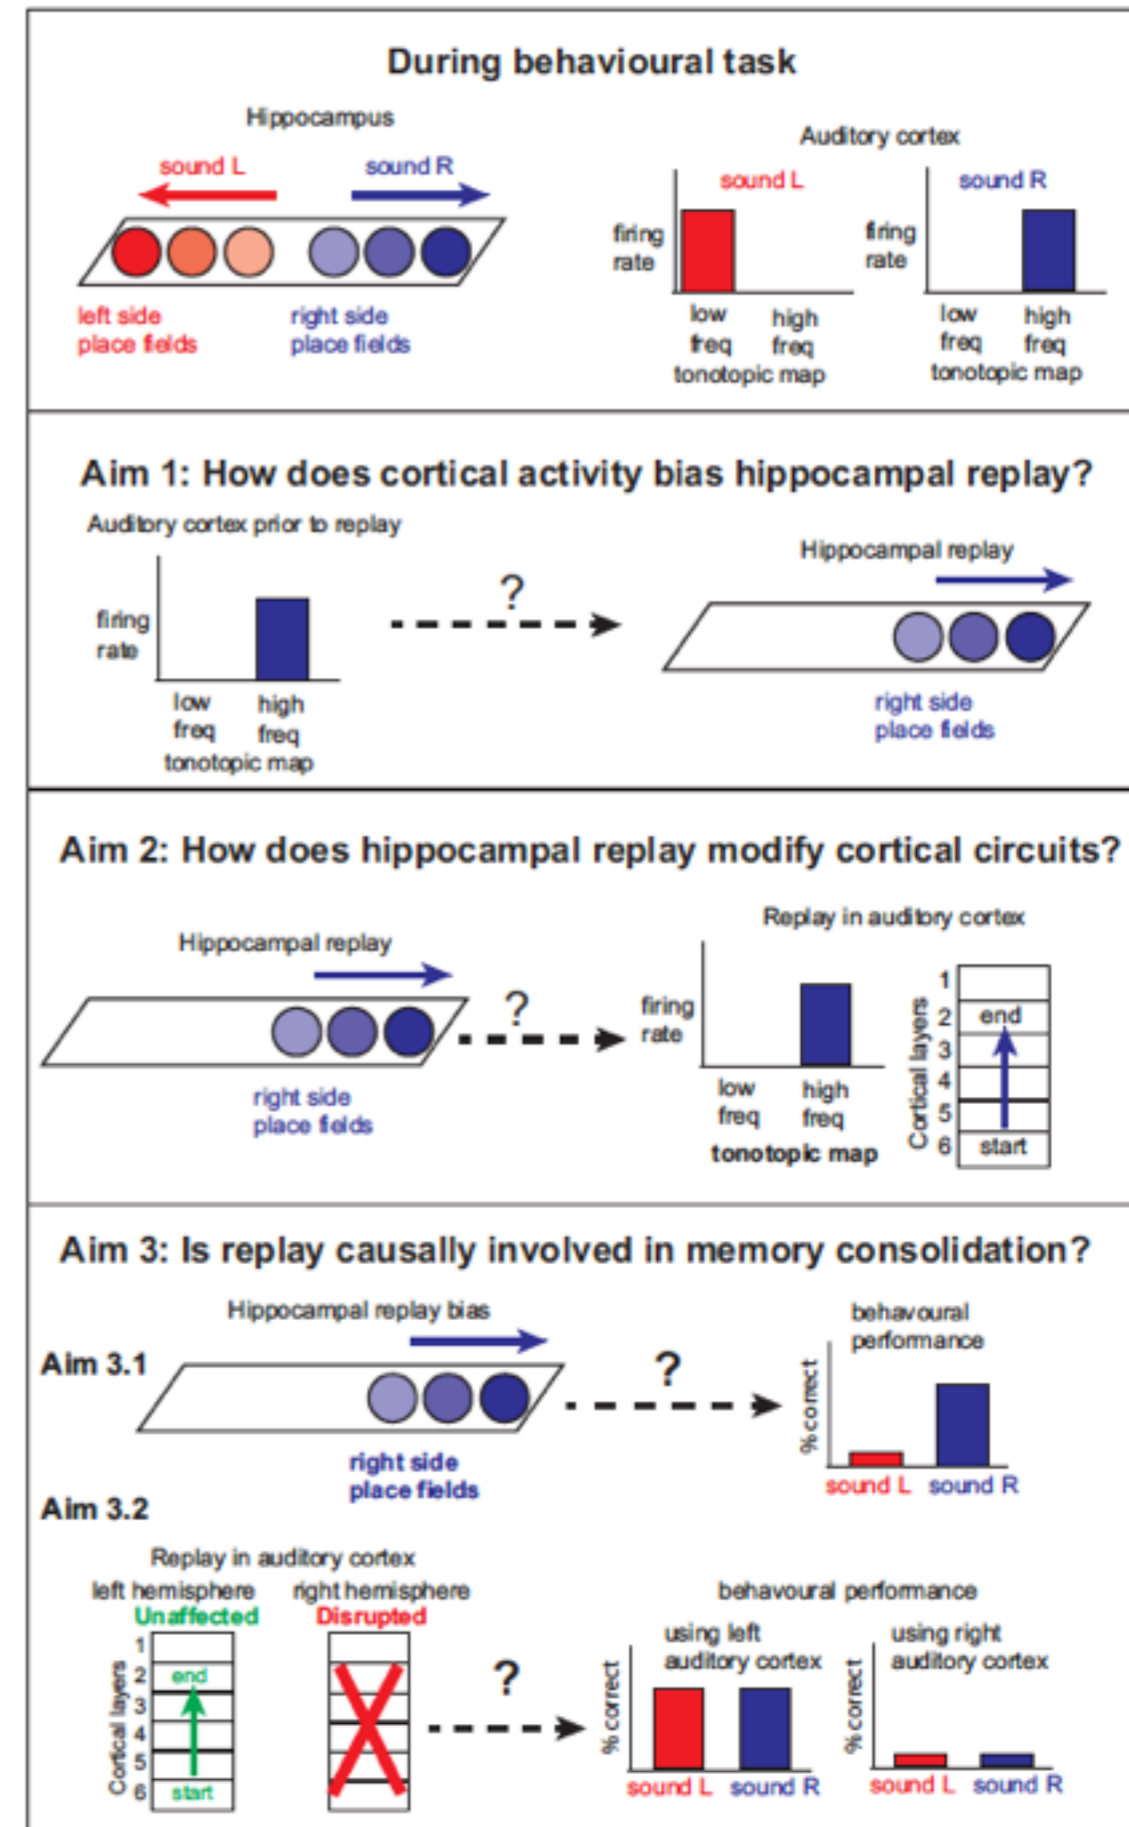 During behavioural task
Hippocampus
sound L
sound R
left side
place fields
right side
place fields
Auditory cortex
sound L
firing
rate
low
freq
high
freq
tonotopic map
sound R
firing
rate
low
freq
high
freq
tonotopic map
Aim 1: How does cortical activity bias hippocampal replay?
Auditory cortex prior to replay
firing
rate
low
freq
high
freq
tonotopic map
?
Hippocampal replay
right side
place fields
Aim 2: How does hippocampal replay modify cortical circuits?
Hippocampal replay
right side
place fields
?
Replay in auditory cortex
firing
rate
low
freq
high
freq
tonotopic map
Cortical layers
1
2
3
4
5
6
end
start
Aim 3: Is replay causally involved in memory consolidation?
Aim 3.1
Hippocampal replay bias
right side
place fields
?
behavoural
performance
% correct
sound L
sound R
Aim 3.2
Replay in auditory cortex
left hemisphere
Unaffected
right hemisphere
Disrupted
Cortical layers
1
2
3
4
5
6
end
start
?
behavoural performance
using left
auditory cortex
% correct
sound L
sound R
using right
auditory cortex
% correct
sound L
sound R